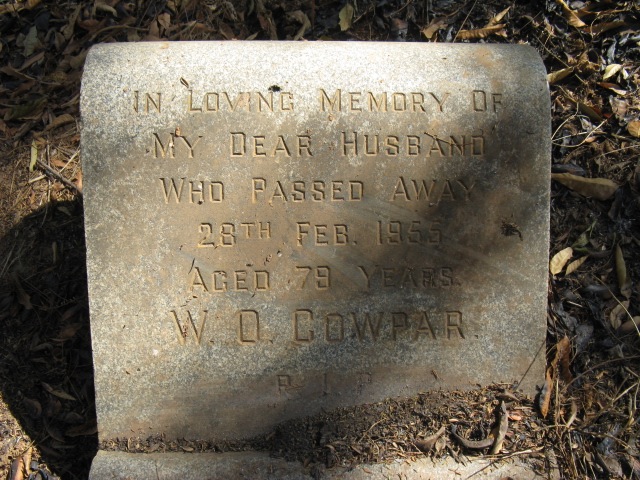 In Loving Memory Of
My Dear Husband
Who Passed Away
28th Feb. 1955
Aged 79 Years.
W. O. Cowpar.
R. I. P.